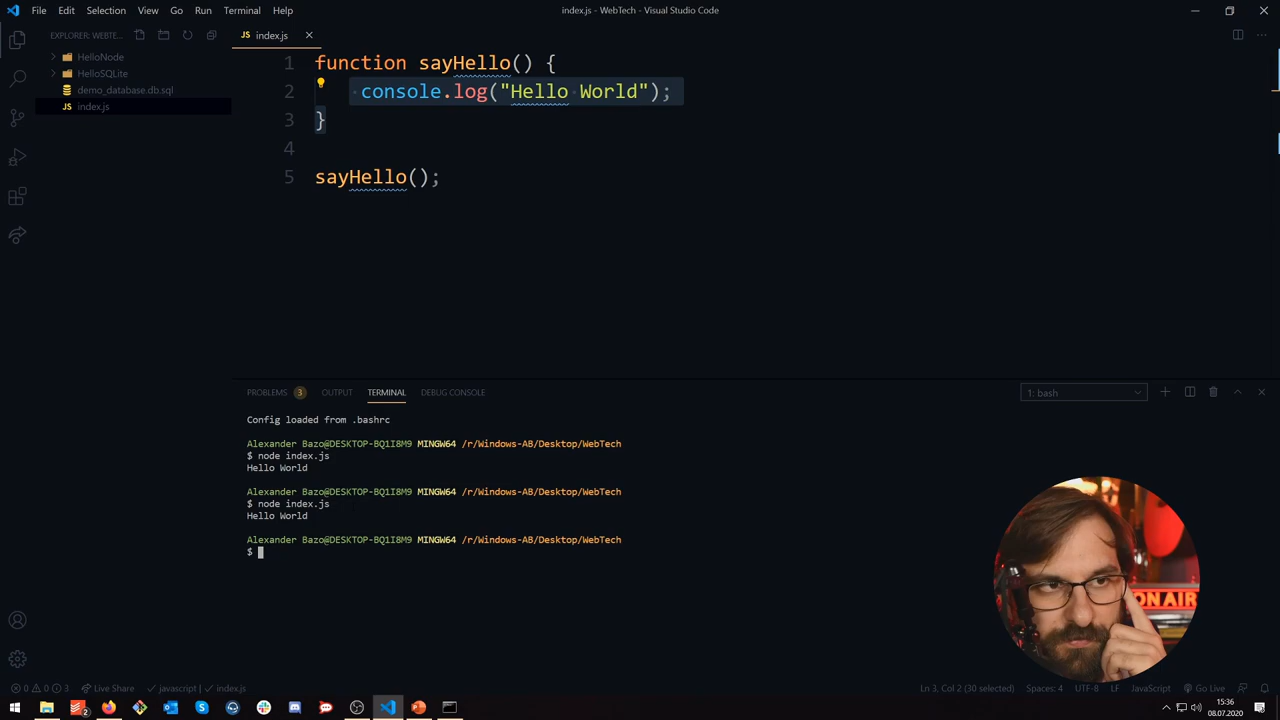 File Edit Selection View Go Run Terminal Help
index.js - WebTech - Visual Studio Code
EXPLORER: WEBTE...
JS index.js
HelloNode
HelloSQLite
demo_database.db.sql
JS index.js
1 function sayHello() {
2 console.log("Hello World");
3 }
4
5 sayHello();
PROBLEMS 3 OUTPUT TERMINAL DEBUG CONSOLE
1: bash
Config loaded from .bashrc
Alexander Bazo@DESKTOP-BQ1I8M9 MINGW64 /r/Windows-AB/Desktop/WebTech
$ node index.js
Hello World
Alexander Bazo@DESKTOP-BQ1I8M9 MINGW64 /r/Windows-AB/Desktop/WebTech
$ node index.js
Hello World
Alexander Bazo@DESKTOP-BQ1I8M9 MINGW64 /r/Windows-AB/Desktop/WebTech
$
ON AIR
0 0 3 Live Share javascript index.js
Ln 3, Col 2 (30 selected) Spaces: 4 UTF-8 LF JavaScript Go Live
2
15:36
08.07.2020